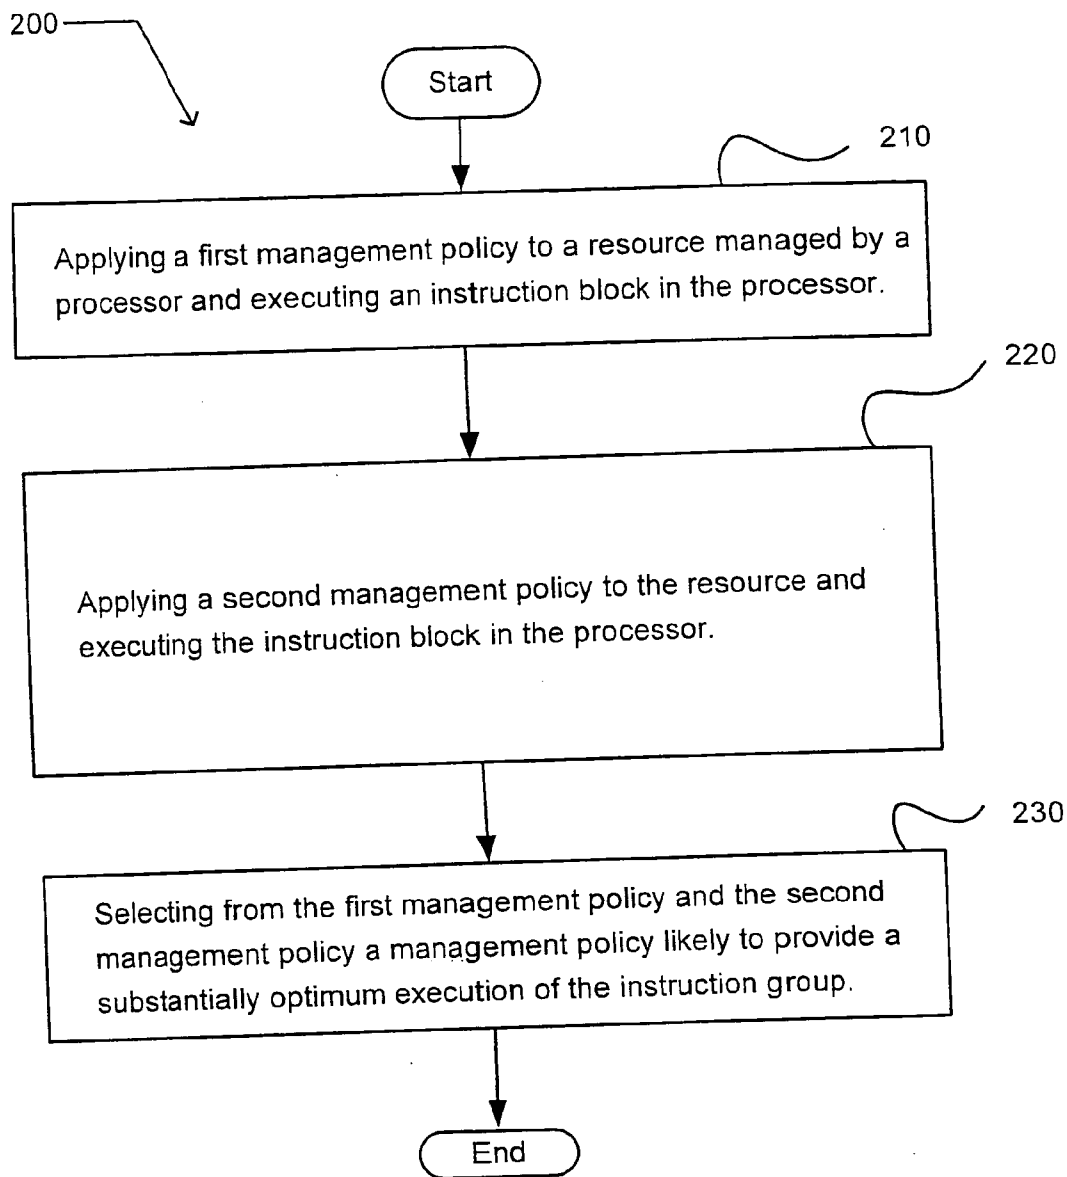 200
Start
210
Applying a first management policy to a resource managed by a
processor and executing an instruction block in the processor.
220
Applying a second management policy to the resource and
executing the instruction block in the processor.
230
Selecting from the first management policy and the second
management policy a management policy likely to provide a
substantially optimum execution of the instruction group.
End